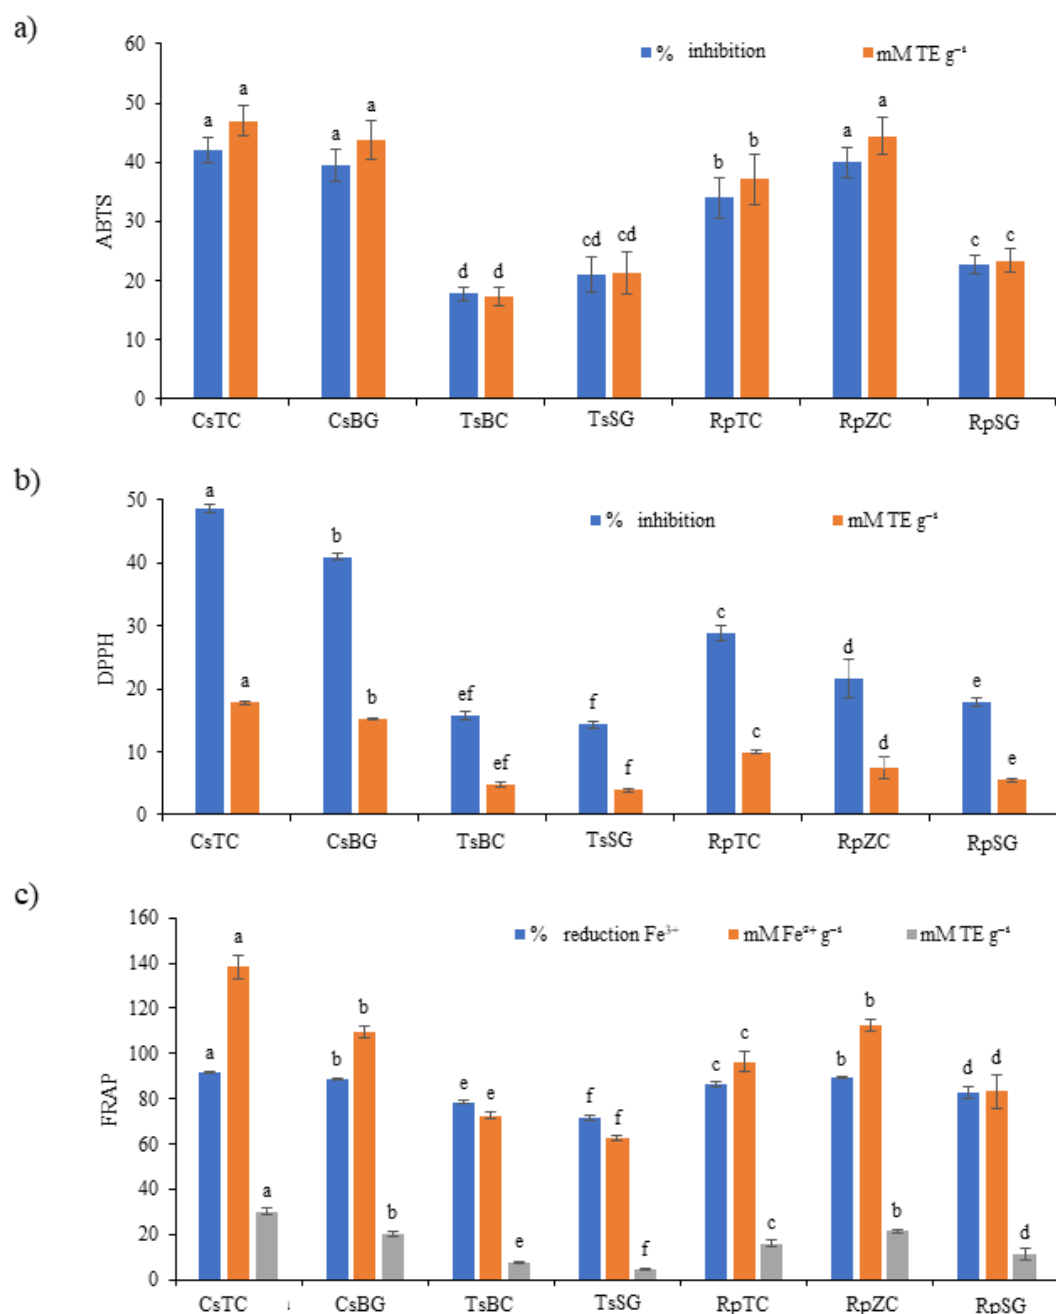 a)
60
% inhibition
mM TE g⁻¹
50
40
30
20
10
0
ABTS
a a
a a
d d
cd cd
b b
a a
c c
CsTC CsBG TsBC TsSG RpTC RpZC RpSG
b)
50
% inhibition
mM TE g⁻¹
40
30
20
10
0
DPPH
a a
b b
ef ef
f f
c c
d d
e e
CsTC CsBG TsBC TsSG RpTC RpZC RpSG
c)
160
% reduction Fe³⁺
mM Fe²⁺ g⁻¹
mM TE g⁻¹
140
120
100
80
60
40
20
0
FRAP
a a a
b b b
e e e
f f f
c c c
b b b
d d d
CsTC CsBG TsBC TsSG RpTC RpZC RpSG